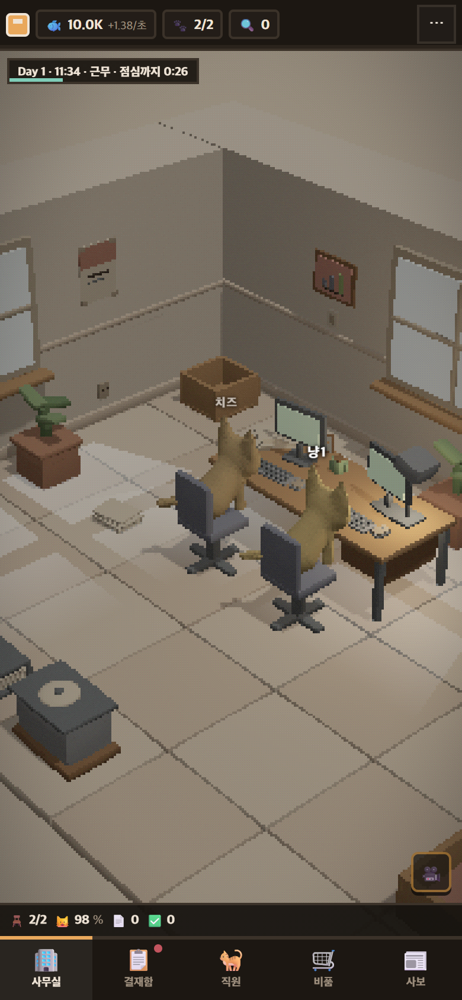 10.0K +1.38/초
2/2
0
...
Day 1 · 11:34 · 근무 · 점심까지 0:26
치즈
냥1
2/2 98 % 0 0
사무실 결재함 직원 비품 사보